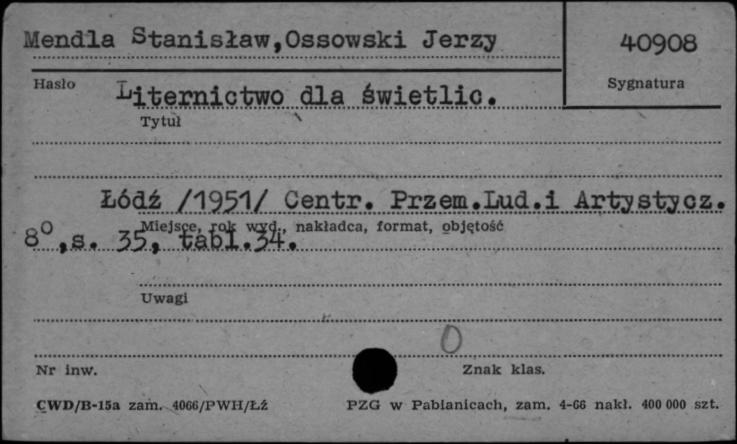 Mendla Stanisław,Ossowski Jerzy
40908
Hasło
Sygnatura
Liternictwo dla świetlic.
Tytuł
Łódź /1951/ Centr. Przem.Lud.i Artystycz.
Miejsce, rok wyd., nakładca, format, objętość
8º,s. 35, tabl.34.
Uwagi
0
Nr inw.
Znak klas.
CWD/B-15a zam. 4066/PWH/ŁŹ
PZG w Pabianicach, zam. 4-66 nakł. 400 000 szt.